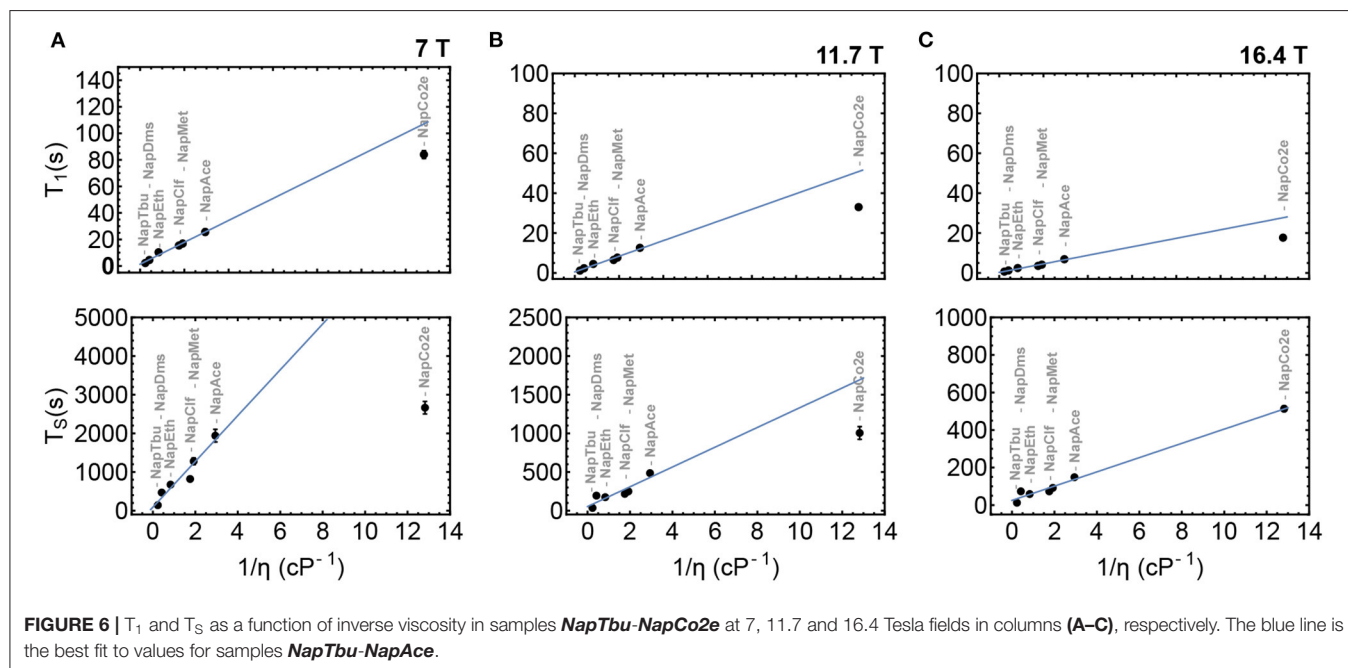 A
7 T
140
120
100
80
60
40
20
0
T₁(s)
- NapTbu
- NapDms
- NapEth
- NapClf
- NapMet
- NapAce
- NapCo2e
B
11.7 T
100
80
60
40
20
0
- NapTbu
- NapDms
- NapEth
- NapClf
- NapMet
- NapAce
- NapCo2e
C
16.4 T
100
80
60
40
20
0
- NapTbu
- NapDms
- NapEth
- NapClf
- NapMet
- NapAce
- NapCo2e
5000
4000
3000
2000
1000
0
T_S(s)
- NapTbu
- NapDms
- NapEth
- NapClf
- NapMet
- NapAce
- NapCo2e
0 2 4 6 8 10 12 14
1/η (cP⁻¹)
2500
2000
1500
1000
500
0
- NapTbu
- NapDms
- NapEth
- NapClf
- NapMet
- NapAce
- NapCo2e
0 2 4 6 8 10 12 14
1/η (cP⁻¹)
1000
800
600
400
200
0
- NapTbu
- NapDms
- NapEth
- NapClf
- NapMet
- NapAce
- NapCo2e
0 2 4 6 8 10 12 14
1/η (cP⁻¹)
FIGURE 6 | T₁ and T_S as a function of inverse viscosity in samples NapTbu-NapCo2e at 7, 11.7 and 16.4 Tesla fields in columns (A–C), respectively. The blue line is
the best fit to values for samples NapTbu-NapAce.